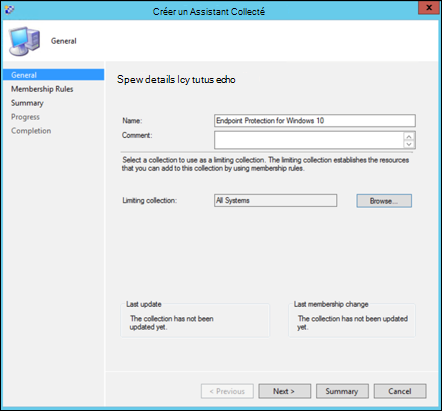 Créer un Assistant Collecté
General
General
Membership Rules
Summary
Progress
Completion
Spew details lcy tutus echo
Name:
Endpoint Protection for Windows 10
Comment:
Select a collection to use as a limiting collection. The limiting collection establishes the resources
that you can add to this collection by using membership rules.
Limiting collection:
All Systems
Browse...
Last update
The collection has not been
updated yet.
Last membership change
The collection has not been updated
yet.
< Previous
Next >
Summary
Cancel